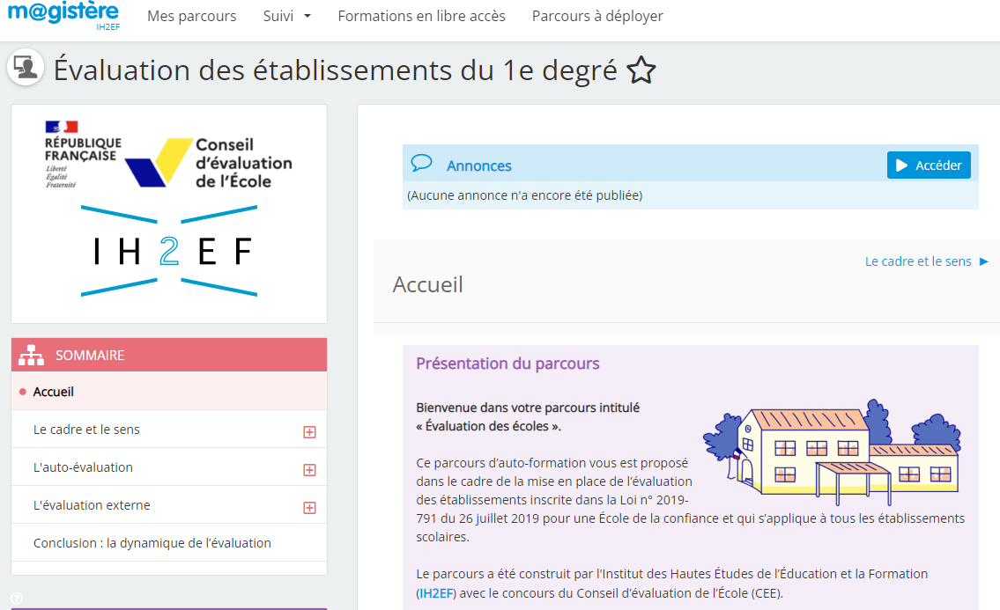 m@gistère
IH2EF
Mes parcours
Suivi
Formations en libre accès
Parcours à déployer
Évaluation des établissements du 1e degré
RÉPUBLIQUE
FRANÇAISE
Liberté
Égalité
Fraternité
Conseil
d'évaluation
de l'École
IH2EF
SOMMAIRE
Accueil
Le cadre et le sens
L'auto-évaluation
L'évaluation externe
Conclusion : la dynamique de l’évaluation
Annonces
Accéder
(Aucune annonce n'a encore été publiée)
Le cadre et le sens
Accueil
Présentation du parcours
Bienvenue dans votre parcours intitulé
« Évaluation des écoles ».
Ce parcours d’auto-formation vous est proposé
dans le cadre de la mise en place de l’évaluation
des établissements inscrite dans la Loi n° 2019-
791 du 26 juillet 2019 pour une École de la confiance et qui s’applique à tous les établissements
scolaires.
Le parcours a été construit par l'Institut des Hautes Études de l’Éducation et la Formation
(IH2EF) avec le concours du Conseil d’évaluation de l’École (CEE).